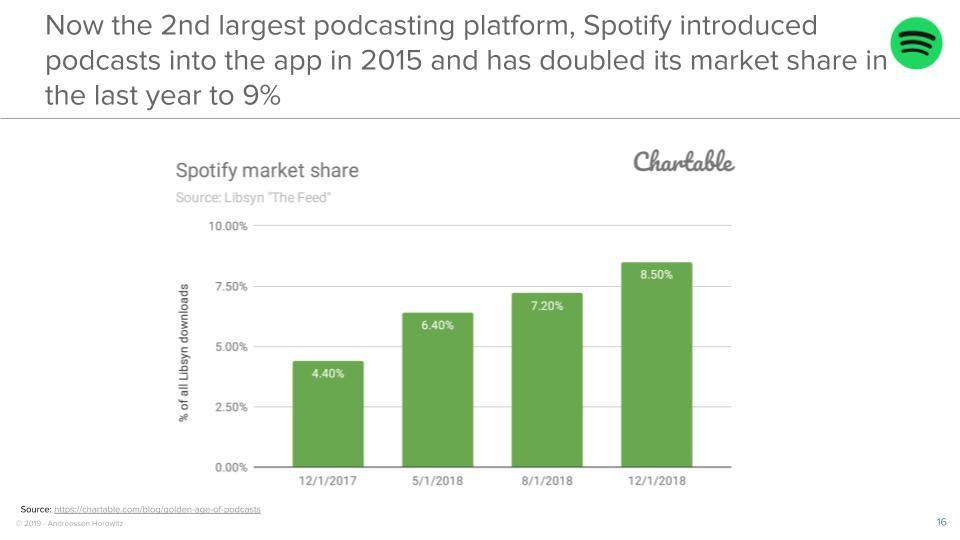 Now the 2nd largest podcasting platform, Spotify introduced
podcasts into the app in 2015 and has doubled its market share in
the last year to 9%
Spotify market share
Chartable
Source: Libsyn "The Feed"
% of all Libsyn downloads
10.00%
7.50%
5.00%
2.50%
0.00%
4.40%
6.40%
7.20%
8.50%
12/1/2017
5/1/2018
8/1/2018
12/1/2018
Source: https://chartable.com/blog/golden-age-of-podcasts
© 2019 - Andreessen Horowitz
16